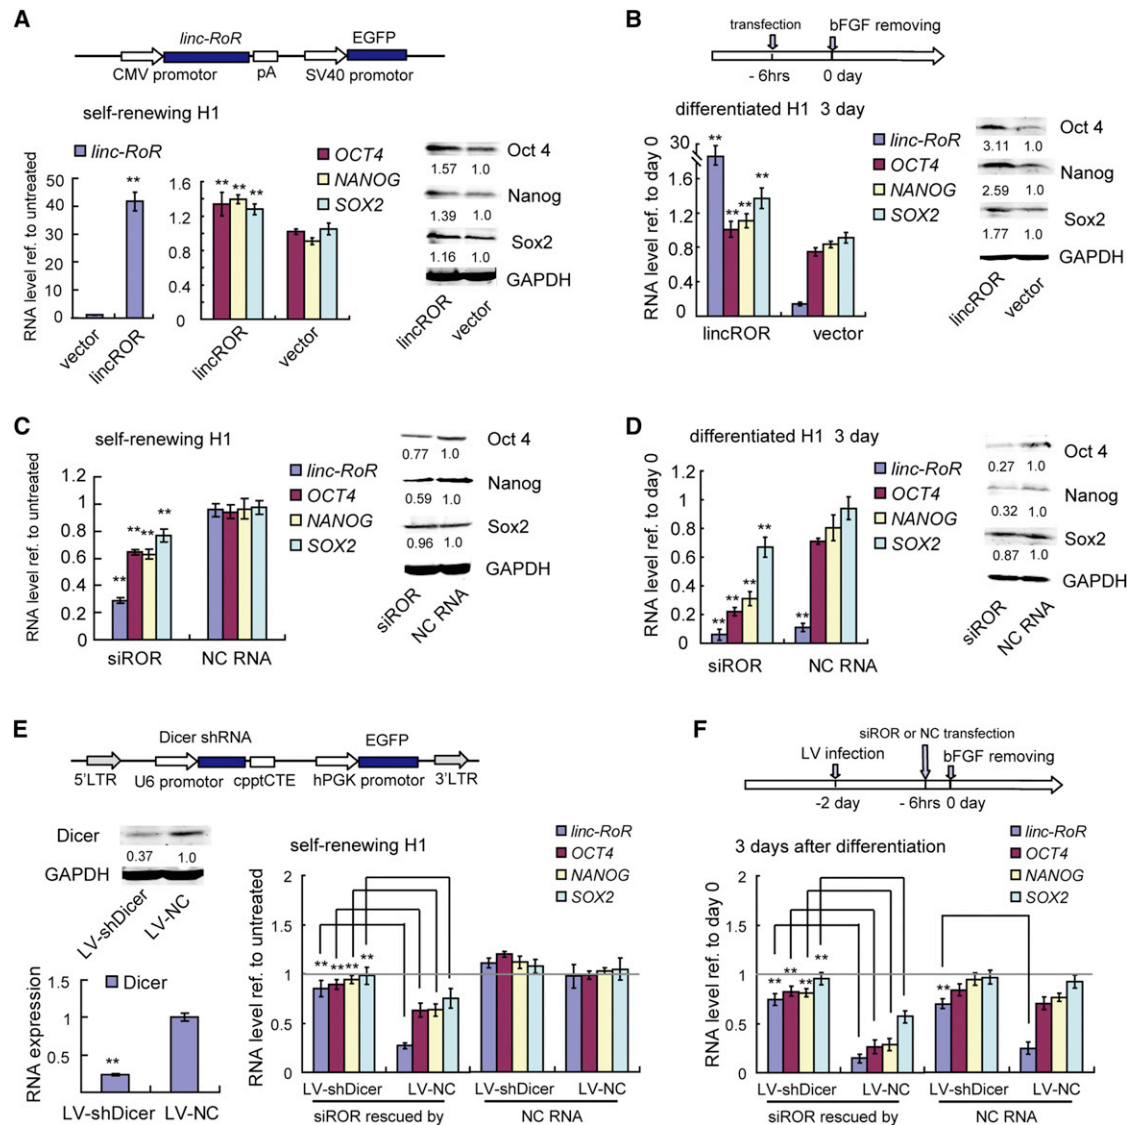 A
linc-RoR
EGFP
CMV promotor
pA
SV40 promotor
self-renewing H1
linc-RoR
RNA level ref. to untreated
50
40
30
20
10
0
**
vector
lincROR
OCT4
NANOG
SOX2
1.6
1.2
0.8
0.4
0
** ** **
lincROR
vector
Oct 4
1.57 1.0
Nanog
1.39 1.0
Sox2
1.16 1.0
GAPDH
lincROR
vector
B
transfection
bFGF removing
- 6hrs
0 day
differentiated H1 3 day
RNA level ref. to day 0
30
1.2
0.8
0.4
0
**
** **
**
lincROR
vector
linc-RoR
OCT4
NANOG
SOX2
Oct 4
3.11 1.0
Nanog
2.59 1.0
Sox2
1.77 1.0
GAPDH
lincROR
vector
C
self-renewing H1
RNA level ref. to untreated
1.2
1
0.8
0.6
0.4
0.2
0
**
** **
**
siROR
NC RNA
linc-RoR
OCT4
NANOG
SOX2
Oct 4
0.77 1.0
Nanog
0.59 1.0
Sox2
0.96 1.0
GAPDH
siROR
NC RNA
D
differentiated H1 3 day
RNA level ref. to day 0
1.2
1
0.8
0.6
0.4
0.2
0
**
**
**
**
**
siROR
NC RNA
linc-RoR
OCT4
NANOG
SOX2
Oct 4
0.27 1.0
Nanog
0.32 1.0
Sox2
0.87 1.0
GAPDH
siROR
NC RNA
E
Dicer shRNA
EGFP
5'LTR
U6 promotor
cpptCTE
hPGK promotor
3'LTR
Dicer
0.37 1.0
GAPDH
LV-shDicer
LV-NC
RNA expression
1.5
1
0.5
Dicer
**
LV-shDicer
LV-NC
self-renewing H1
linc-RoR
OCT4
NANOG
SOX2
RNA level ref. to untreated
2
1.5
1
0.5
0
** ** ** **
LV-shDicer
LV-NC
LV-shDicer
LV-NC
siROR rescued by
NC RNA
F
siROR or NC transfection
LV infection
bFGF removing
-2 day
- 6hrs
0 day
3 days after differentiation
linc-RoR
OCT4
NANOG
SOX2
RNA level ref. to day 0
2
1.5
1
0.5
0
** ** ** **
**
LV-shDicer
LV-NC
LV-shDicer
LV-NC
siROR rescued by
NC RNA